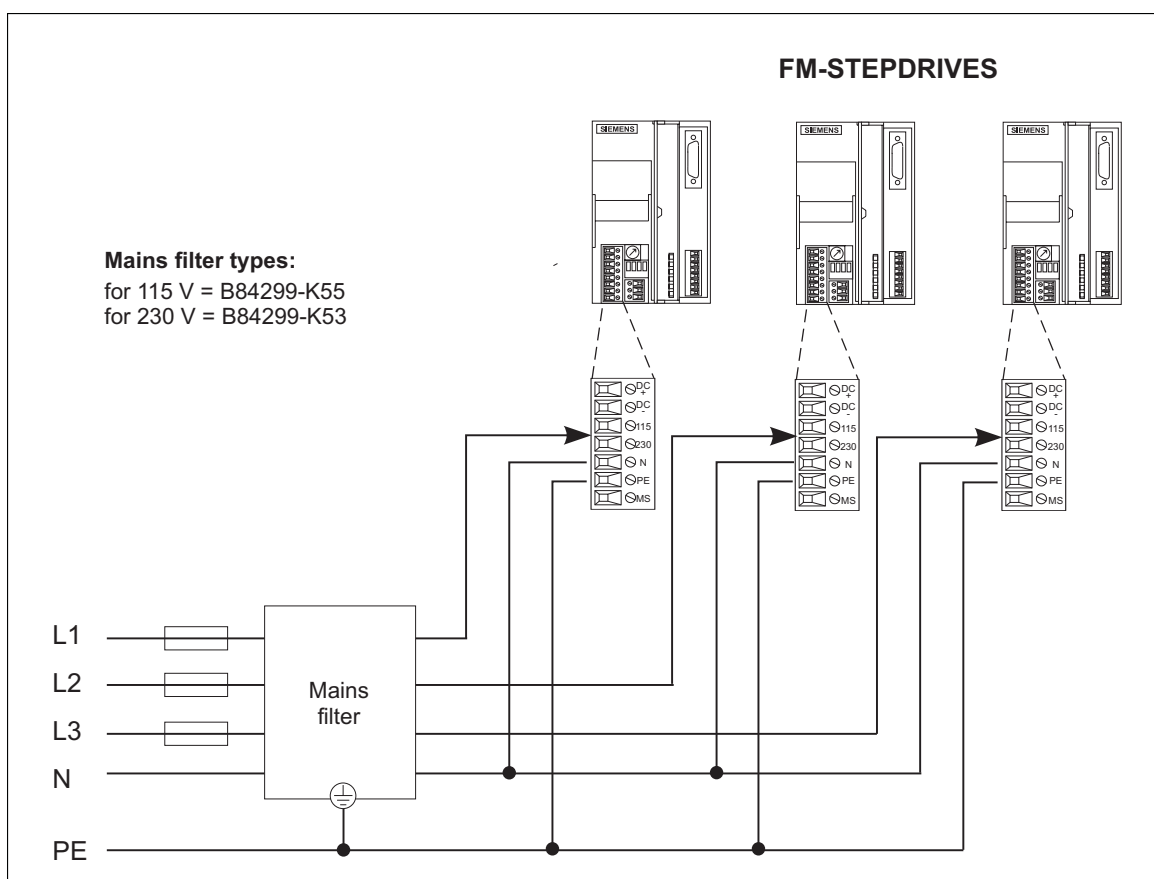 FM-STEPDRIVES
SIEMENS
SIEMENS
SIEMENS
Mains filter types:
for 115 V = B84299-K55
for 230 V = B84299-K53
DC
+
DC
-
115
230
N
PE
MS
DC
+
DC
-
115
230
N
PE
MS
DC
+
DC
-
115
230
N
PE
MS
L1
L2
L3
N
PE
Mains
filter